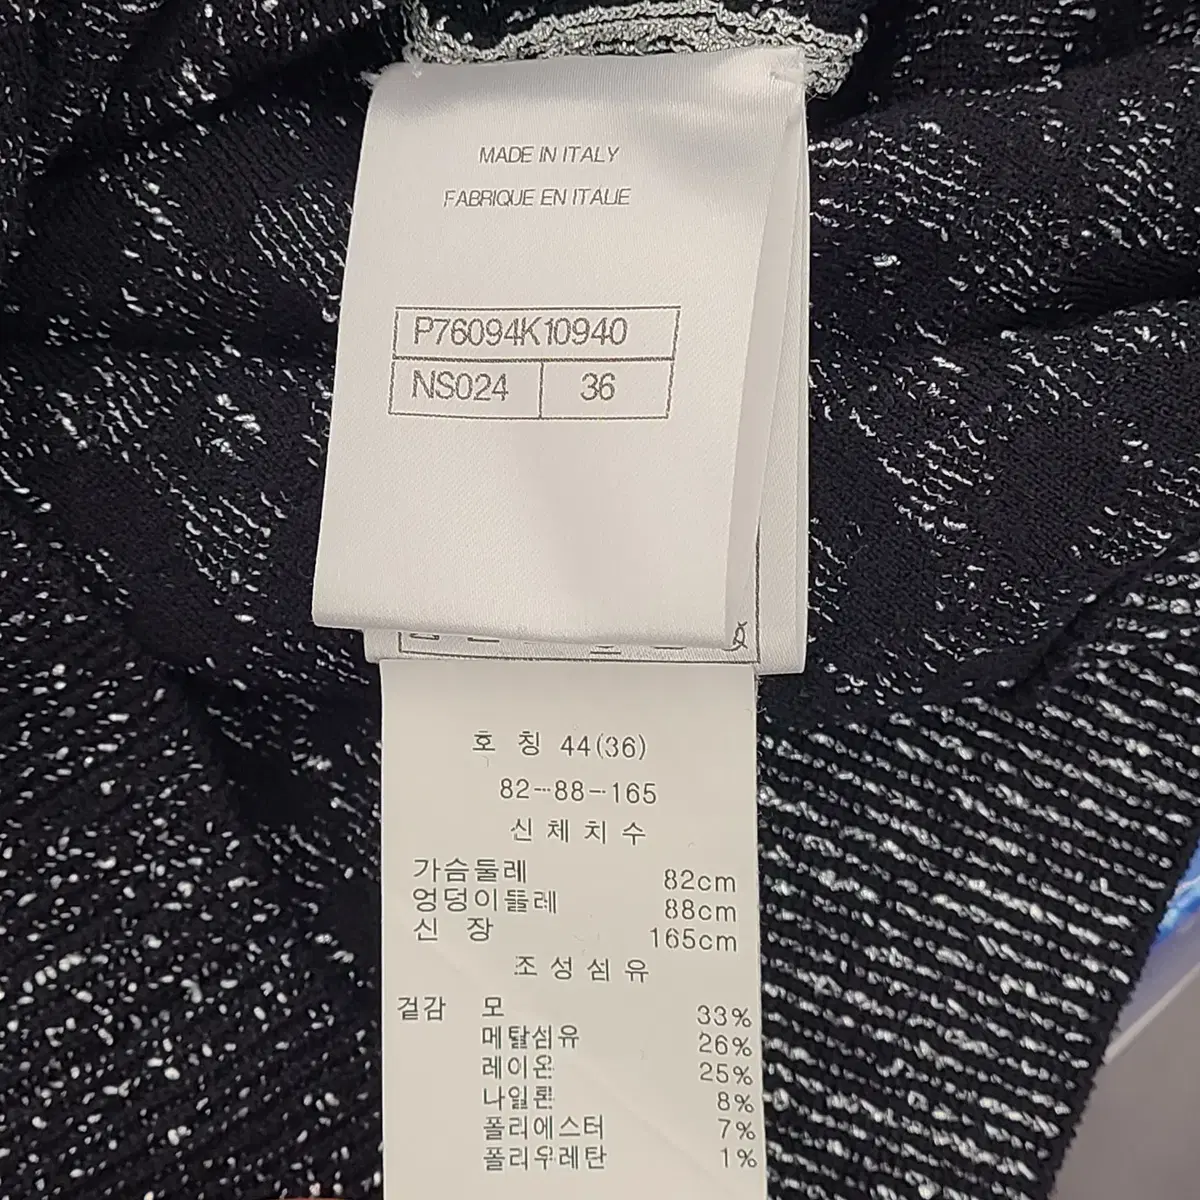 MADE IN ITALY
FABRIQUE EN ITALIE
P76094K10940
NS024 36
호 칭 44(36)
82-88-165
신 체 치 수
가슴둘레 82cm
엉덩이둘레 88cm
신 장 165cm
조 성 섬 유
겉감 모 33%
메탈섬유 26%
레이온 25%
나일론 8%
폴리에스터 7%
폴리우레탄 1%